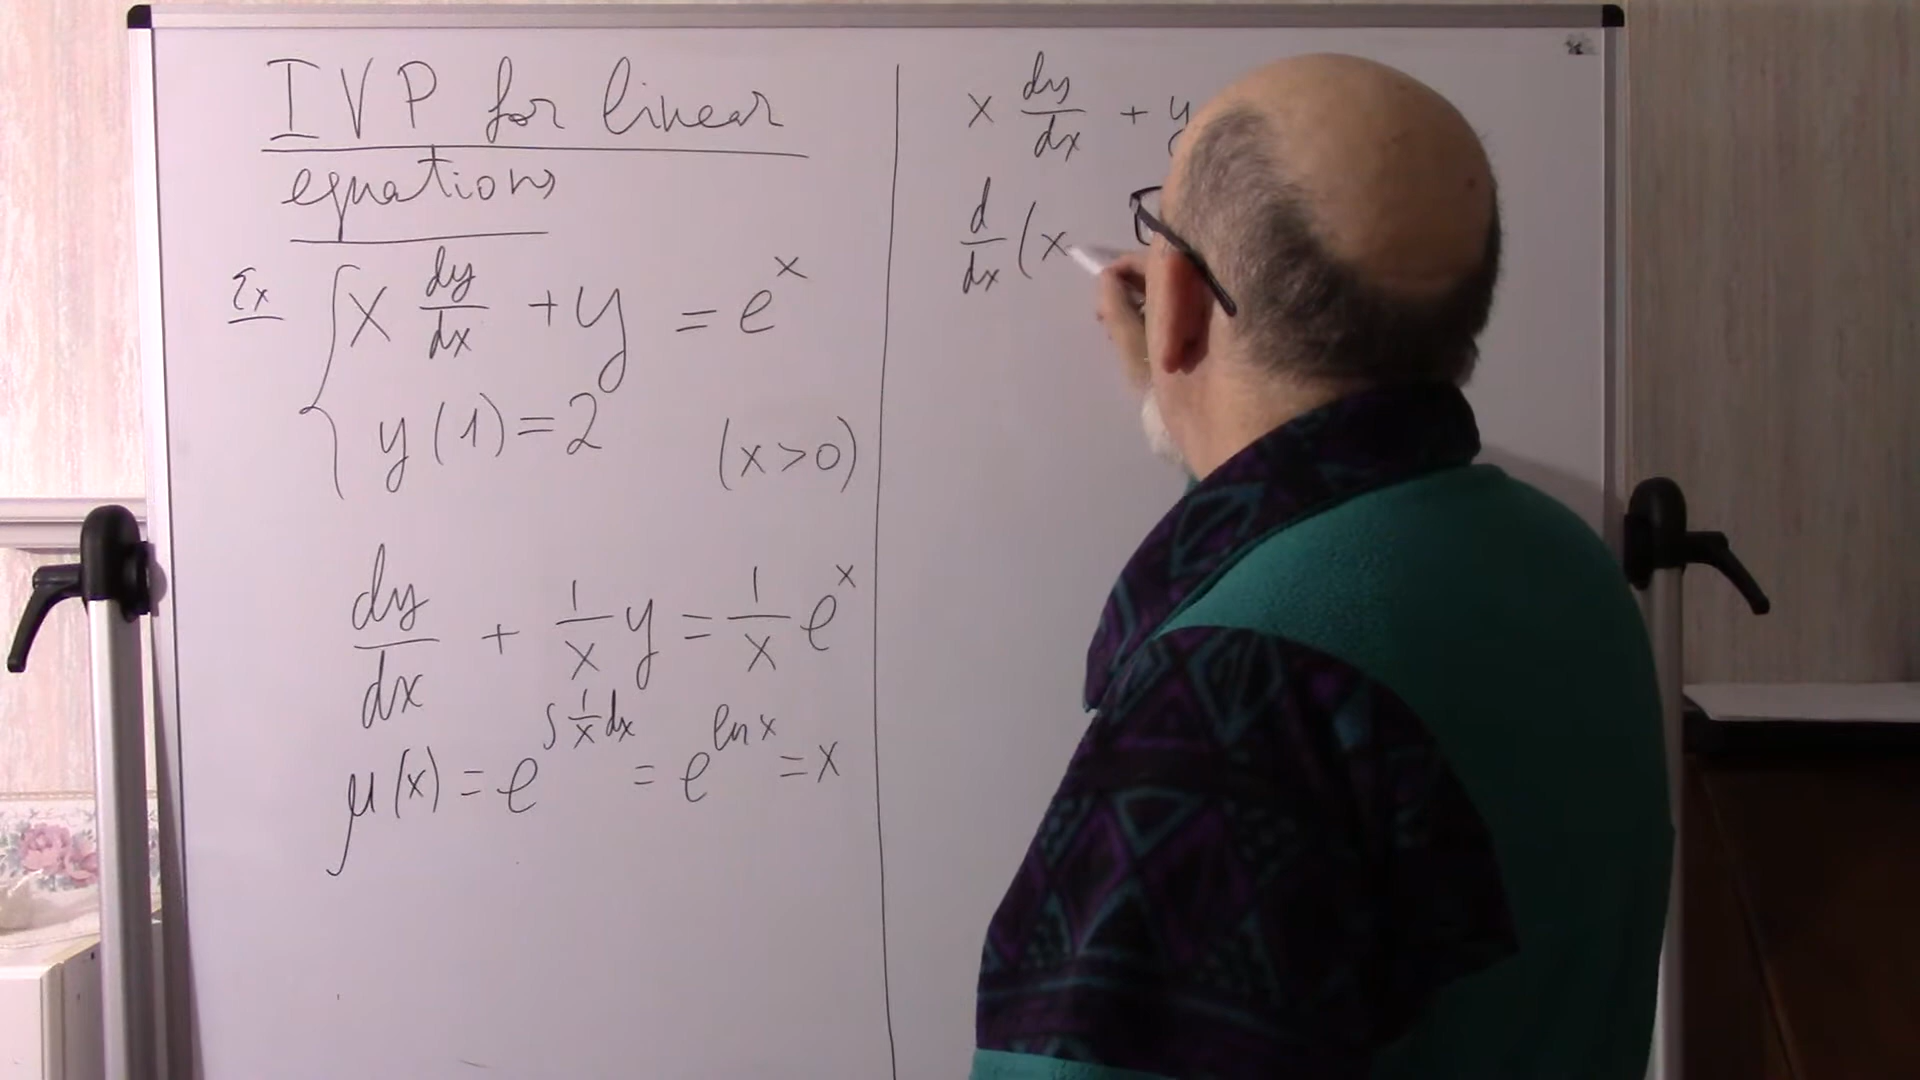 IVP for linear
equations
Ex { x dy/dx + y = e^x
y(1) = 2 (x > 0)
dy/dx + 1/x y = 1/x e^x
μ(x) = e^∫ 1/x dx = e^ln x = x
x dy/dx + y
d/dx (x